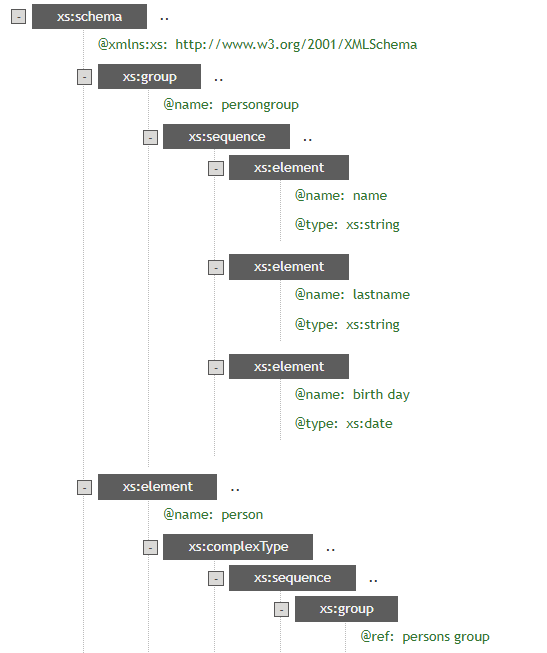 - xs:schema ..
@xmlns:xs: http://www.w3.org/2001/XMLSchema
- xs:group ..
@name: persongroup
- xs:sequence ..
- xs:element
@name: name
@type: xs:string
- xs:element
@name: lastname
@type: xs:string
- xs:element
@name: birth day
@type: xs:date
- xs:element ..
@name: person
- xs:complexType ..
- xs:sequence ..
- xs:group
@ref: persons group